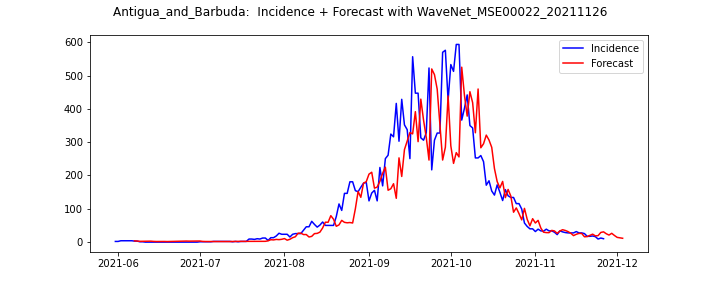 Antigua_and_Barbuda:  Incidence + Forecast with WaveNet_MSE00022_20211126
Incidence
Forecast
600
500
400
300
200
100
0
2021-06 2021-07 2021-08 2021-09 2021-10 2021-11 2021-12